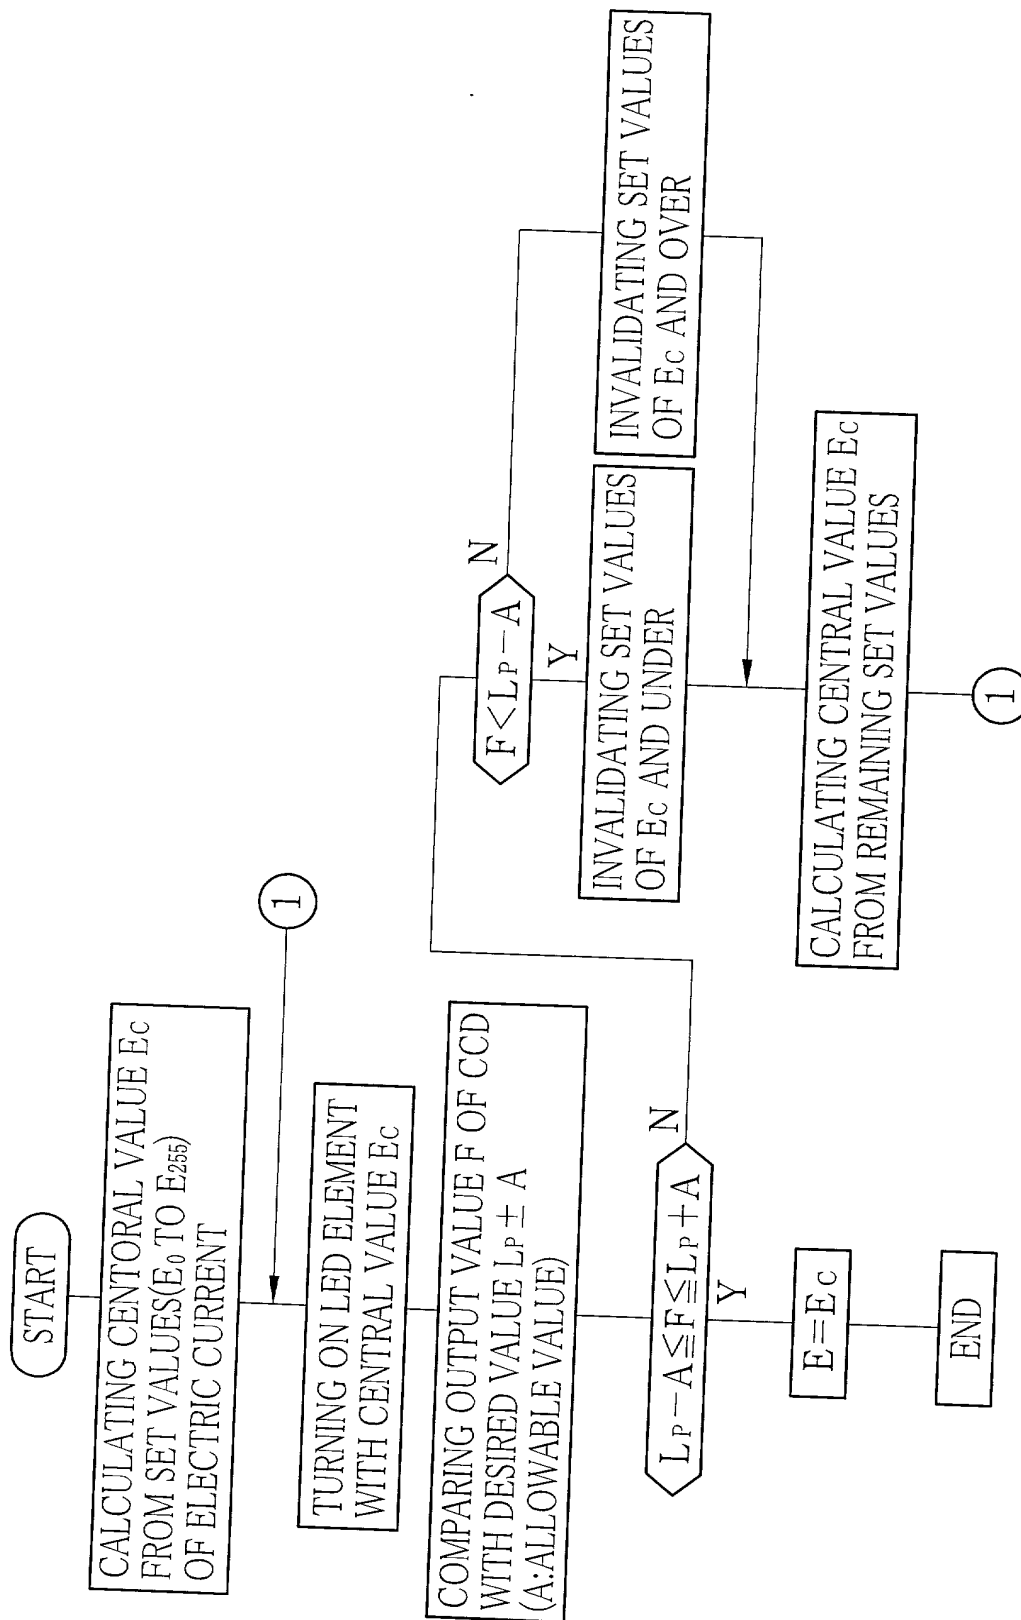 START
CALCULATING CENTORAL VALUE EC
FROM SET VALUES(E0 TO E255)
OF ELECTRIC CURRENT
1
TURNING ON LED ELEMENT
WITH CENTRAL VALUE EC
COMPARING OUTPUT VALUE F OF CCD
WITH DESIRED VALUE LP ± A
(A:ALLOWABLE VALUE)
LP-A≦F≦LP+A
N
Y
E=EC
END
F<LP-A
N
Y
INVALIDATING SET VALUES
OF EC AND UNDER
INVALIDATING SET VALUES
OF EC AND OVER
CALCULATING CENTRAL VALUE EC
FROM REMAINING SET VALUES
1